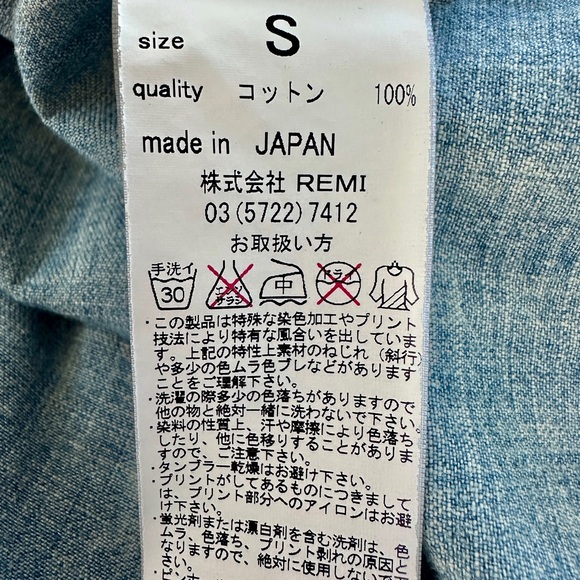 size S
quality コットン 100%
made in JAPAN
株式会社 REMI
03(5722)7412
お取扱い方
手洗イ 30 エンソサラシ 中 ドライ
・この製品は特殊な染色加工やプリント
技法により特有な風合いを出していま
す。上記の特性上素材のねじれ（斜行）
や多少の色ムラ色ブレなどがあります
ことをご理解下さい。
・洗濯の際多少の色落ちがありますので
他の物と絶対一緒に洗わないで下さい。
・染料の性質上、汗や摩擦により色落ち
したり、他に色移りすることがありま
すので、ご注意下さい。
・タンブラー乾燥はお避け下さい。
・プリントがしてあるものにつきまして
は、プリント部分へのアイロンはお避
け下さい。
・蛍光剤または漂白剤を含む洗剤は、色
ムラ、色落ち、プリント剥れの原因と
なりますので、絶対に使用しない